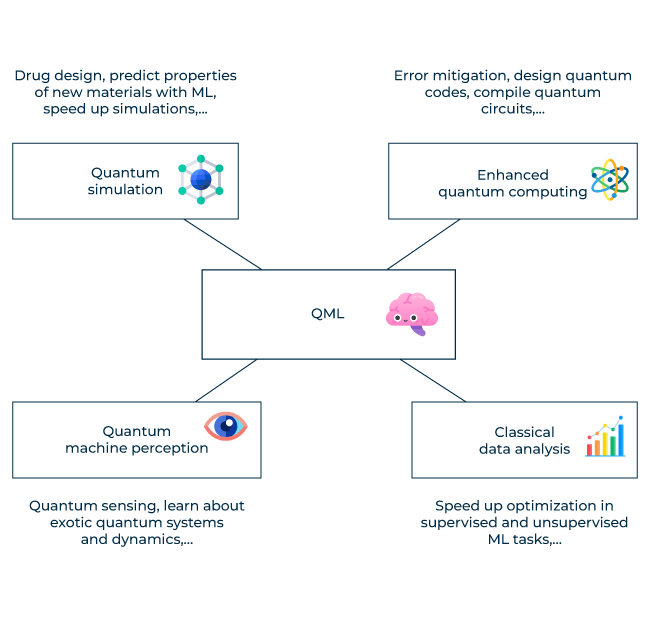 Drug design, predict properties
of new materials with ML,
speed up simulations,...
Error mitigation, design quantum
codes, compile quantum
circuits,...
Quantum
simulation
Enhanced
quantum computing
QML
Quantum
machine perception
Classical
data analysis
Quantum sensing, learn about
exotic quantum systems
and dynamics,...
Speed up optimization in
supervised and unsupervised
ML tasks,...